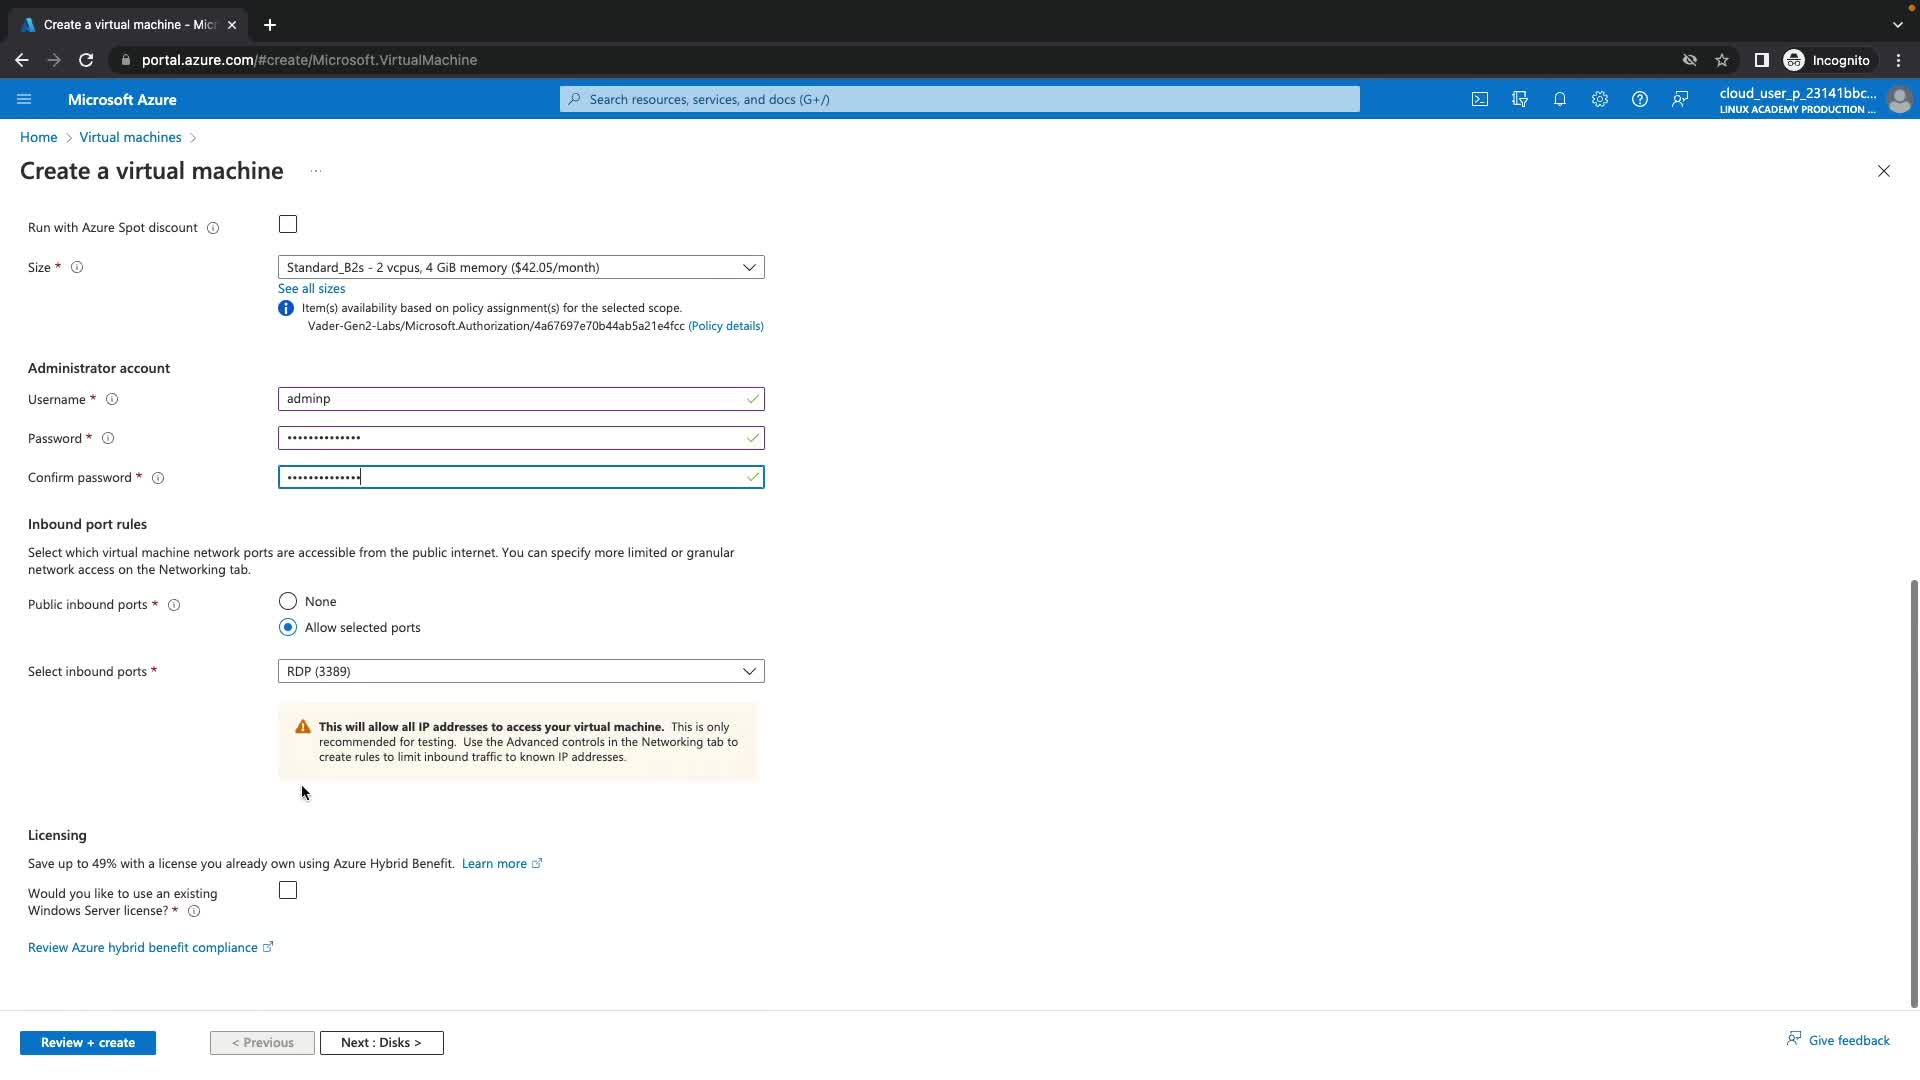 Create a virtual machine - Mic
portal.azure.com/#create/Microsoft.VirtualMachine
Incognito
Microsoft Azure
Search resources, services, and docs (G+/)
cloud_user_p_23141bbc...
LINUX ACADEMY PRODUCTION ...
Home > Virtual machines >
Create a virtual machine ...
Run with Azure Spot discount
Size *
Standard_B2s - 2 vcpus, 4 GiB memory ($42.05/month)
See all sizes
Item(s) availability based on policy assignment(s) for the selected scope.
Vader-Gen2-Labs/Microsoft.Authorization/4a67697e70b44ab5a21e4fcc (Policy details)
Administrator account
Username *
adminp
Password *
••••••••••••••
Confirm password *
••••••••••••••
Inbound port rules
Select which virtual machine network ports are accessible from the public internet. You can specify more limited or granular
network access on the Networking tab.
Public inbound ports *
None
Allow selected ports
Select inbound ports *
RDP (3389)
This will allow all IP addresses to access your virtual machine. This is only
recommended for testing. Use the Advanced controls in the Networking tab to
create rules to limit inbound traffic to known IP addresses.
Licensing
Save up to 49% with a license you already own using Azure Hybrid Benefit. Learn more
Would you like to use an existing
Windows Server license? *
Review Azure hybrid benefit compliance
Review + create
< Previous
Next : Disks >
Give feedback